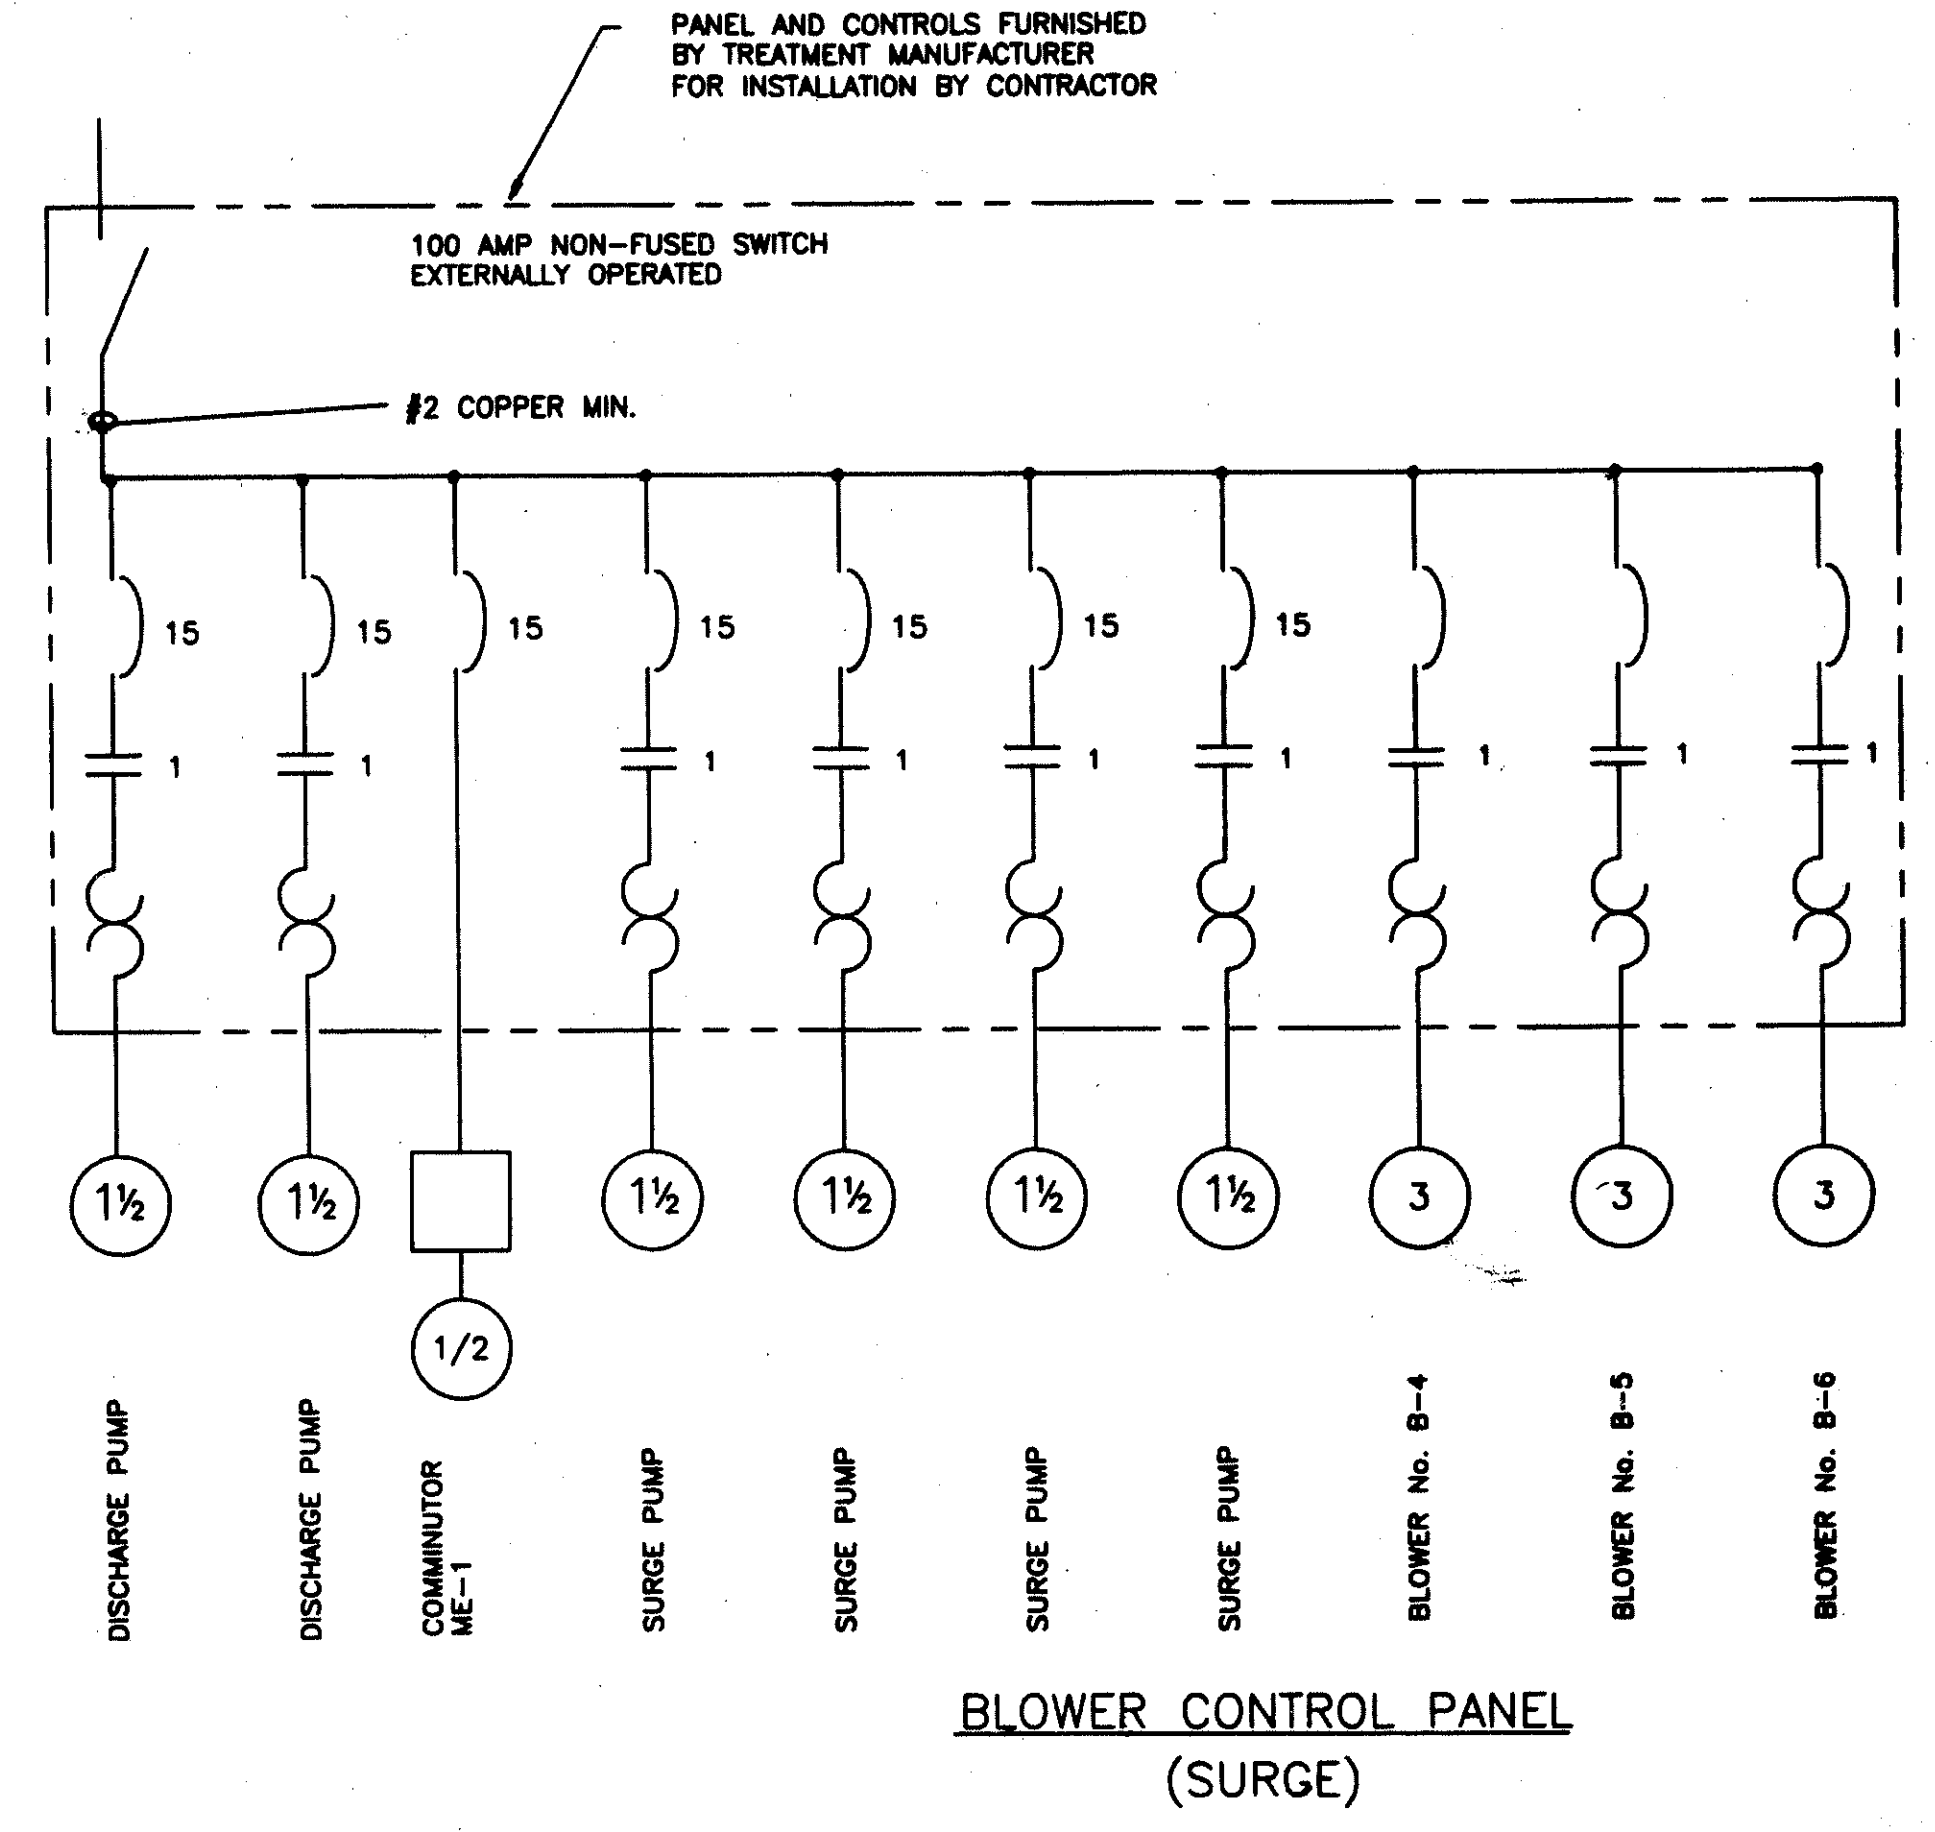 PANEL AND CONTROLS FURNISHED
BY TREATMENT MANUFACTURER
FOR INSTALLATION BY CONTRACTOR
100 AMP NON-FUSED SWITCH
EXTERNALLY OPERATED
#2 COPPER MIN.
15 15 15 15 15 15 15
1 1 1 1 1 1 1 1 1
1½ 1½ 1½ 1½ 1½ 1½ 3 3 3
1/2
DISCHARGE PUMP
DISCHARGE PUMP
COMMINUTOR
ME-1
SURGE PUMP
SURGE PUMP
SURGE PUMP
SURGE PUMP
BLOWER No. B-4
BLOWER No. B-5
BLOWER No. B-6
BLOWER CONTROL PANEL
(SURGE)